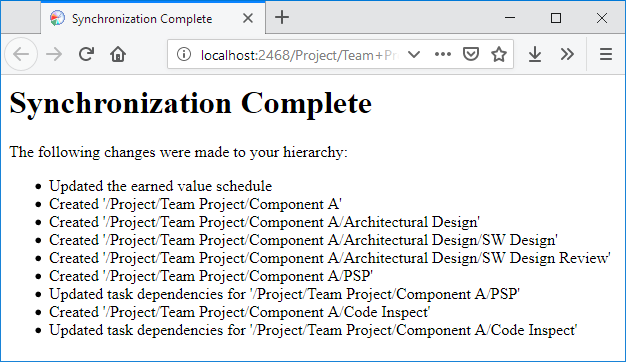 Synchronization Complete
localhost:2468/Project/Team+Pr
Synchronization Complete
The following changes were made to your hierarchy:
Updated the earned value schedule
Created '/Project/Team Project/Component A'
Created '/Project/Team Project/Component A/Architectural Design'
Created '/Project/Team Project/Component A/Architectural Design/SW Design'
Created '/Project/Team Project/Component A/Architectural Design/SW Design Review'
Created '/Project/Team Project/Component A/PSP'
Updated task dependencies for '/Project/Team Project/Component A/PSP'
Created '/Project/Team Project/Component A/Code Inspect'
Updated task dependencies for '/Project/Team Project/Component A/Code Inspect'